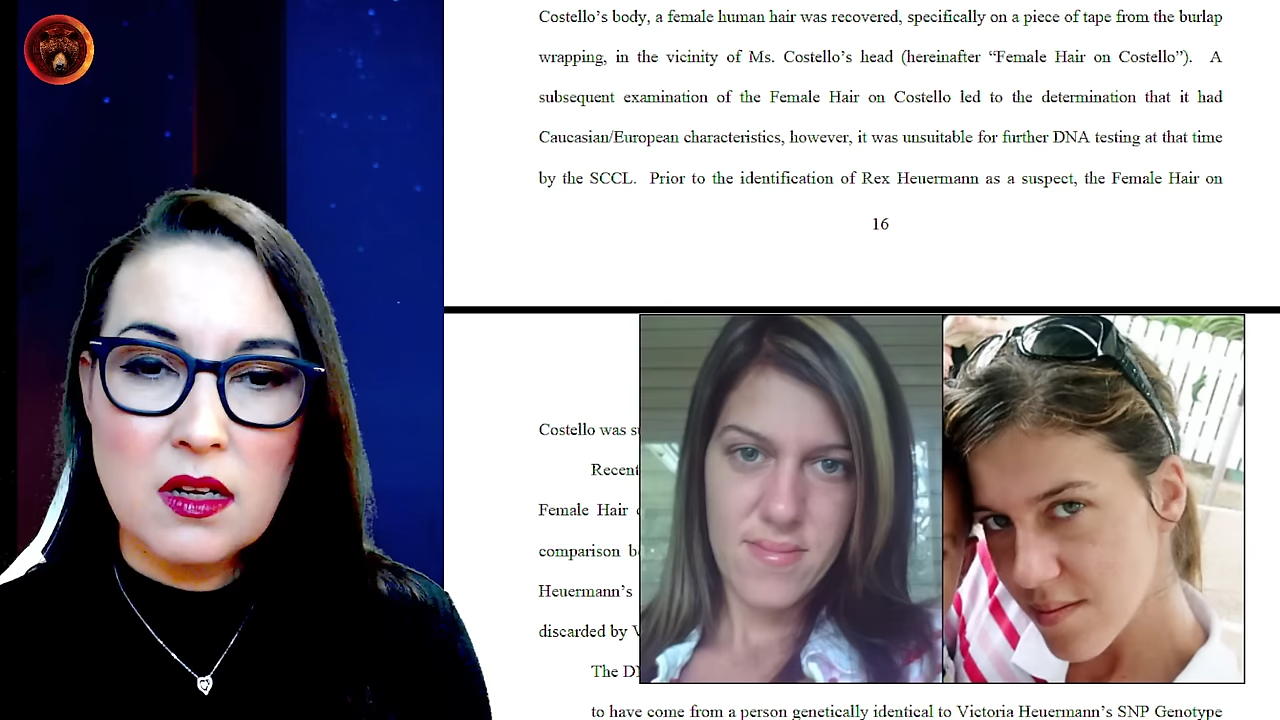 Costello’s body, a female human hair was recovered, specifically on a piece of tape from the burlap
wrapping, in the vicinity of Ms. Costello’s head (hereinafter “Female Hair on Costello”). A
subsequent examination of the Female Hair on Costello led to the determination that it had
Caucasian/European characteristics, however, it was unsuitable for further DNA testing at that time
by the SCCL. Prior to the identification of Rex Heuermann as a suspect, the Female Hair on
16
Costello was
Recent
Female Hair
comparison
Heuermann’s
discarded by
The
to have come from a person genetically identical to Victoria Heuermann’s SNP Genotype